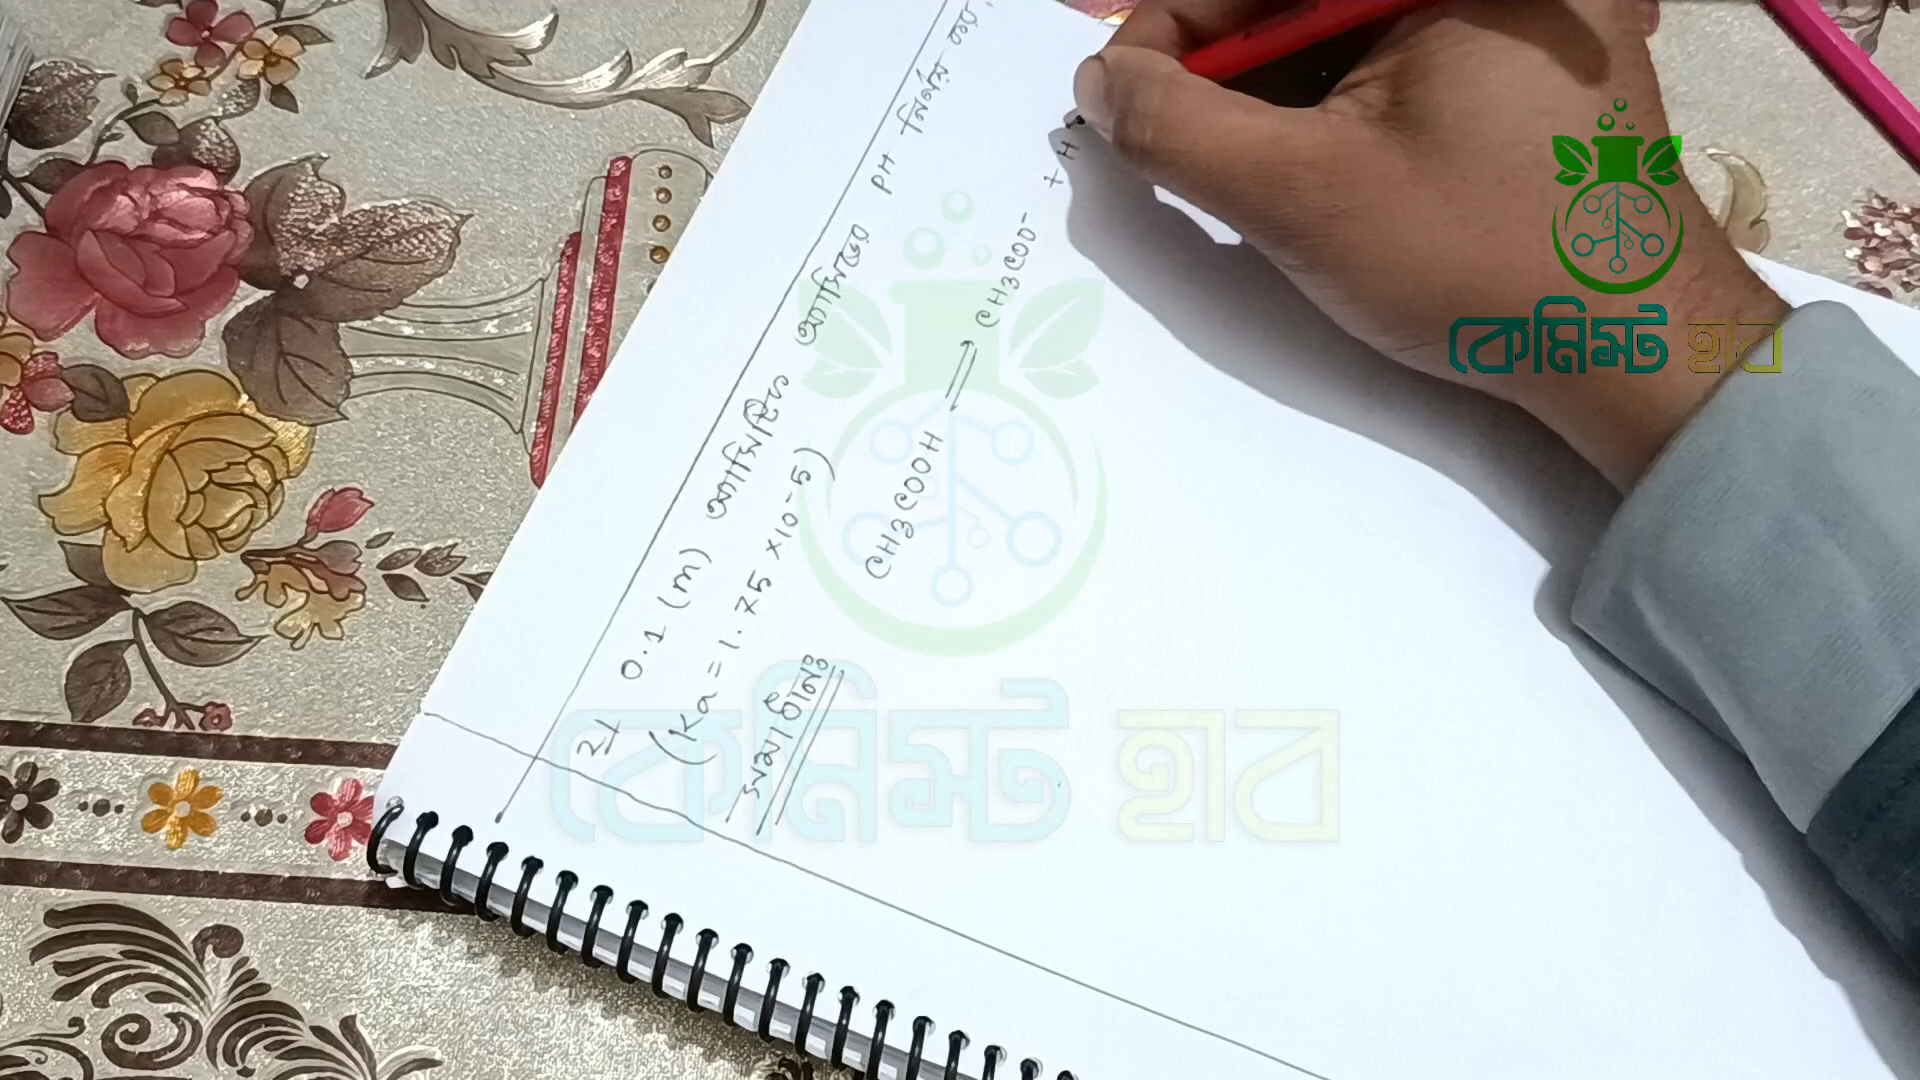 ২। 0.1 (m) অ্যাসিটিক অ্যাসিডের PH নির্ণয় কর।
(Ka = 1.75 ×10-5)
সমাধানঃ
CH3COOH ⇌ CH3COO- + H
কেমিস্ট হাব
কেমিস্ট হাব